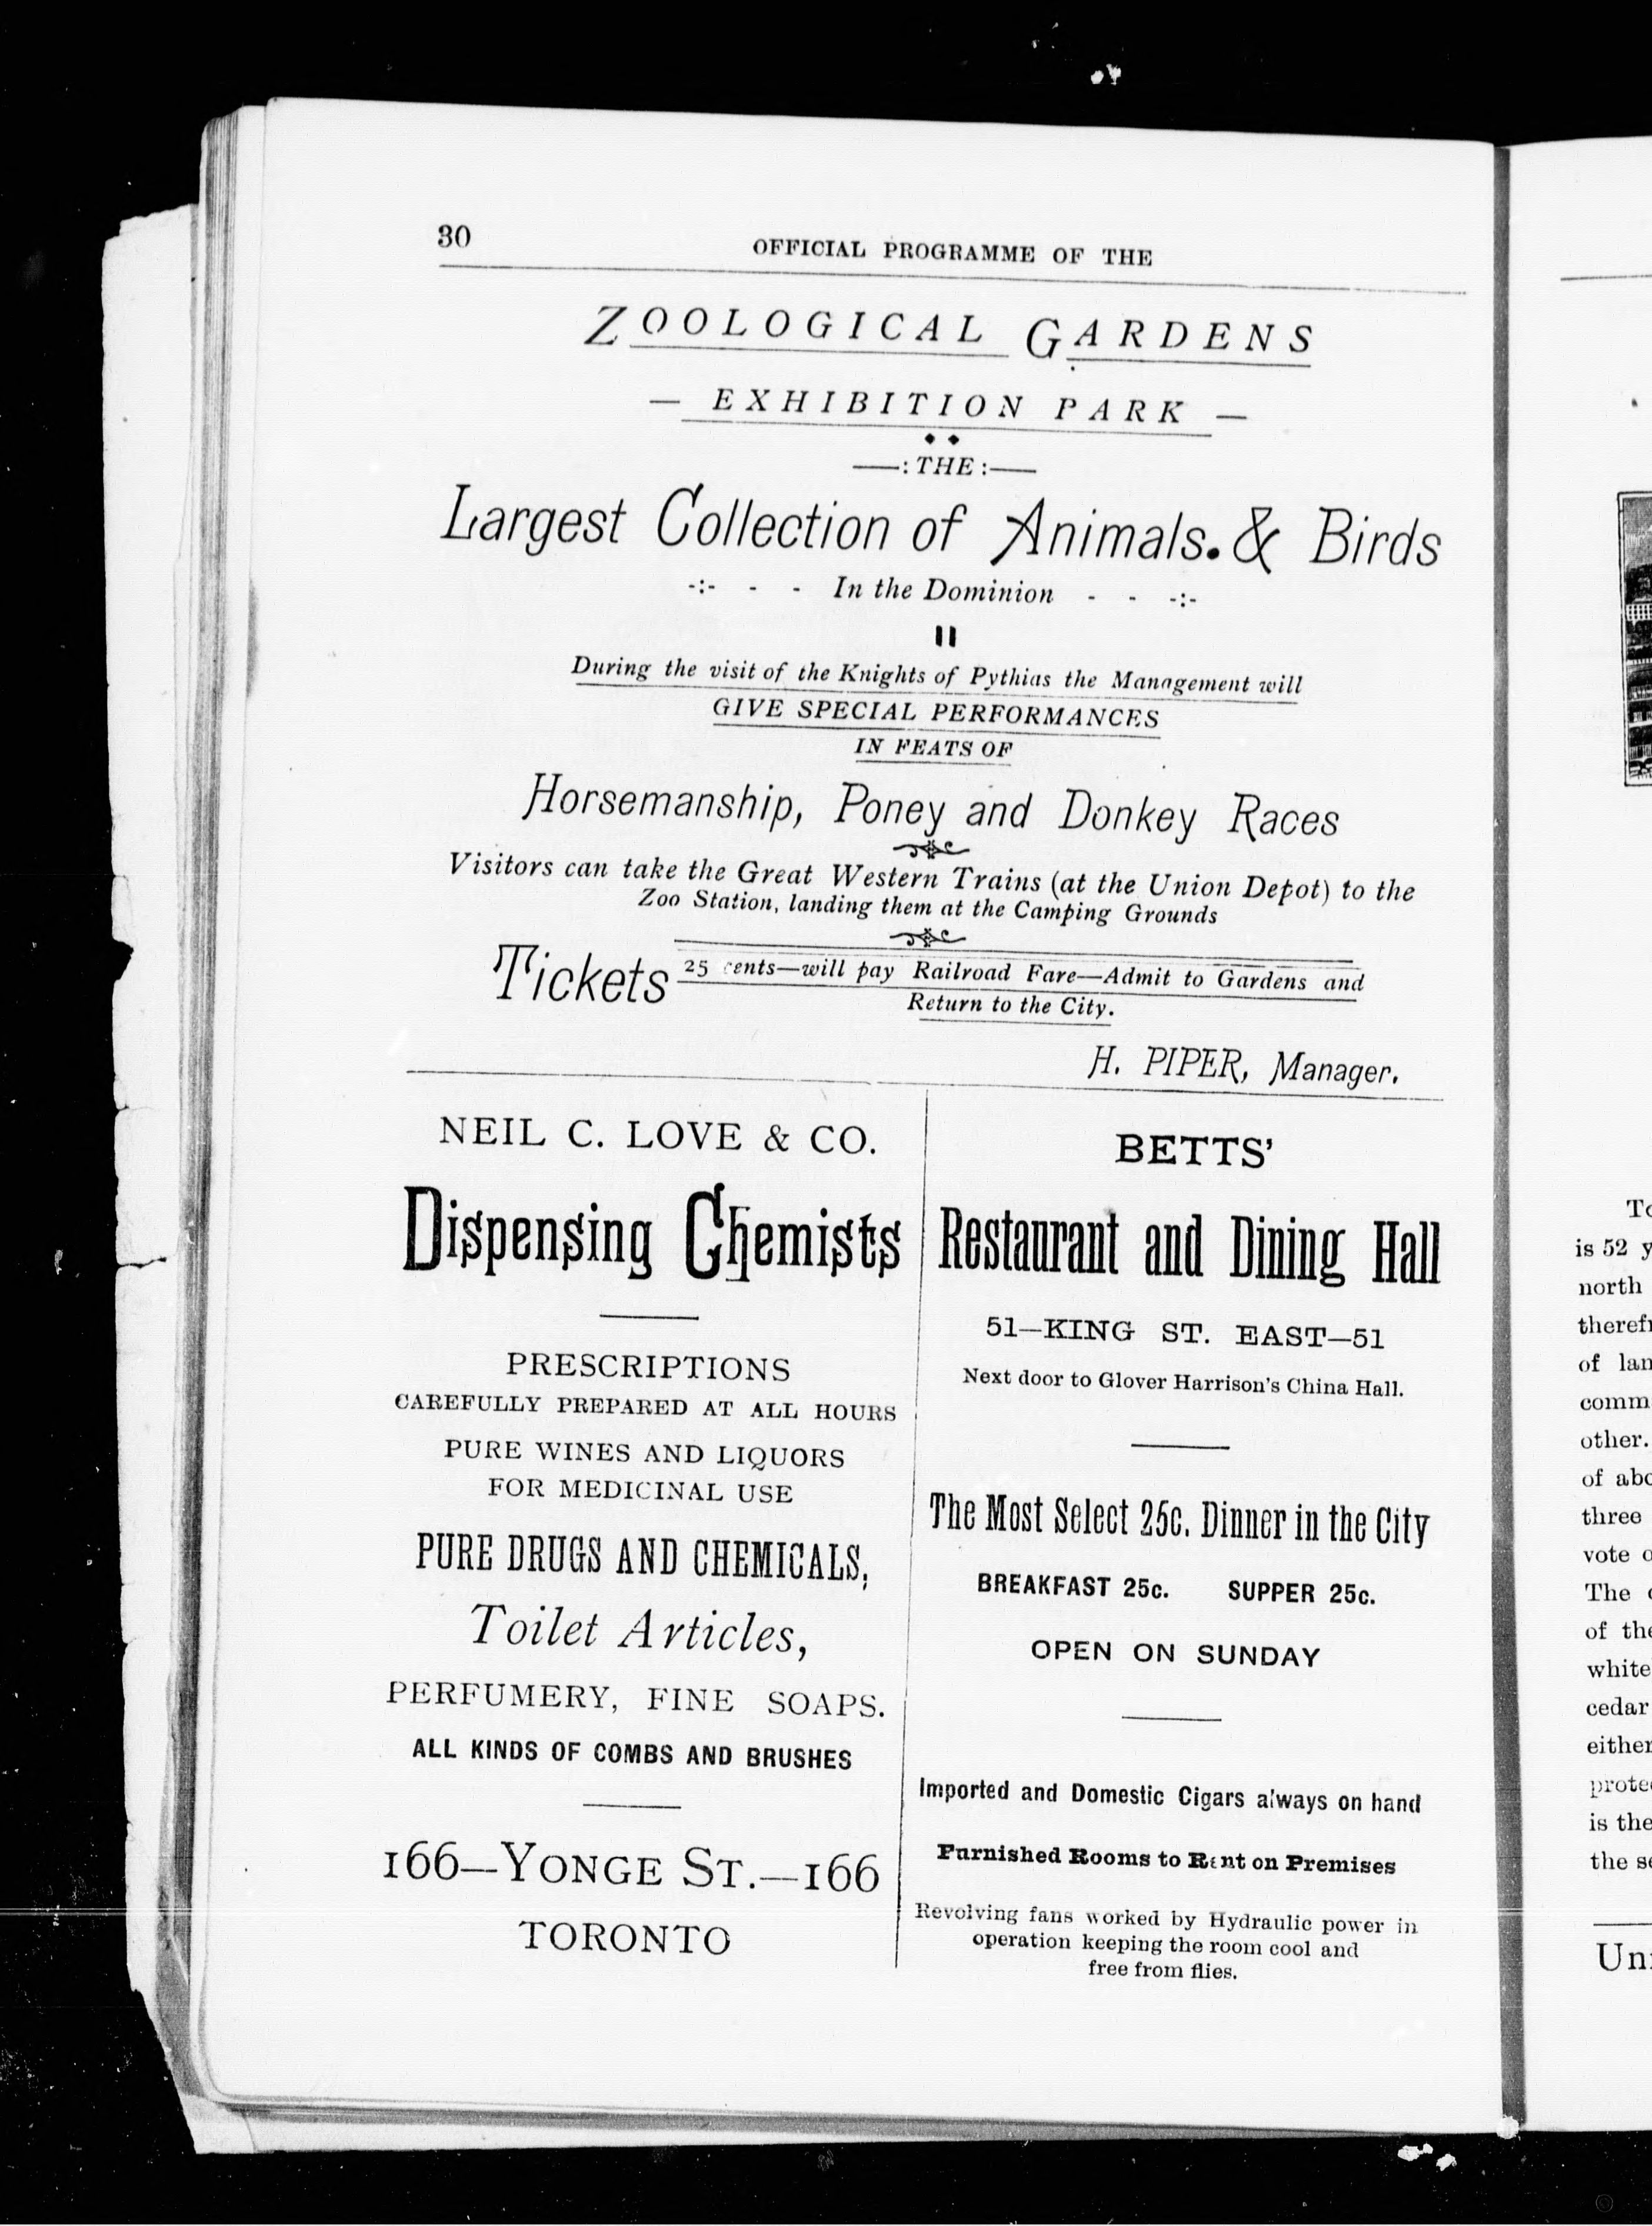 30
OFFICIAL PROGRAMME OF THE
ZOOLOGICAL GARDENS
— EXHIBITION PARK —
——: THE :——
Largest Collection of Animals. & Birds
-:- - - In the Dominion - - -:-
During the visit of the Knights of Pythias the Management will
GIVE SPECIAL PERFORMANCES
IN FEATS OF
Horsemanship, Poney and Donkey Races
Visitors can take the Great Western Trains (at the Union Depot) to the
Zoo Station, landing them at the Camping Grounds
Tickets 25 cents—will pay Railroad Fare—Admit to Gardens and
Return to the City.
H. PIPER, Manager.
NEIL C. LOVE & CO.
Dispensing Chemists
PRESCRIPTIONS
CAREFULLY PREPARED AT ALL HOURS
PURE WINES AND LIQUORS
FOR MEDICINAL USE
PURE DRUGS AND CHEMICALS,
Toilet Articles,
PERFUMERY, FINE SOAPS.
ALL KINDS OF COMBS AND BRUSHES
166—YONGE ST.—166
TORONTO
BETTS'
Restaurant and Dining Hall
51—KING ST. EAST—51
Next door to Glover Harrison's China Hall.
The Most Select 25c. Dinner in the City
BREAKFAST 25c. SUPPER 25c.
OPEN ON SUNDAY
Imported and Domestic Cigars always on hand
Furnished Rooms to Rent on Premises
Revolving fans worked by Hydraulic power in
operation keeping the room cool and
free from flies.
is 52
north
of
other.
of
three
vote
The
of
white
cedar
is the
the